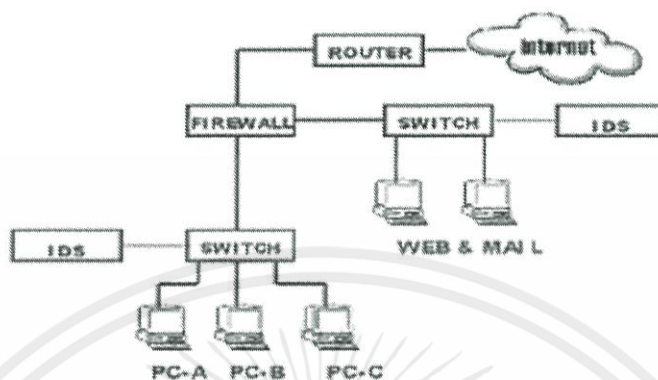 Internet
ROUTER
FIREWALL
SWITCH
IDS
WEB & MAIL
IDS
SWITCH
PC-A PC-B PC-C